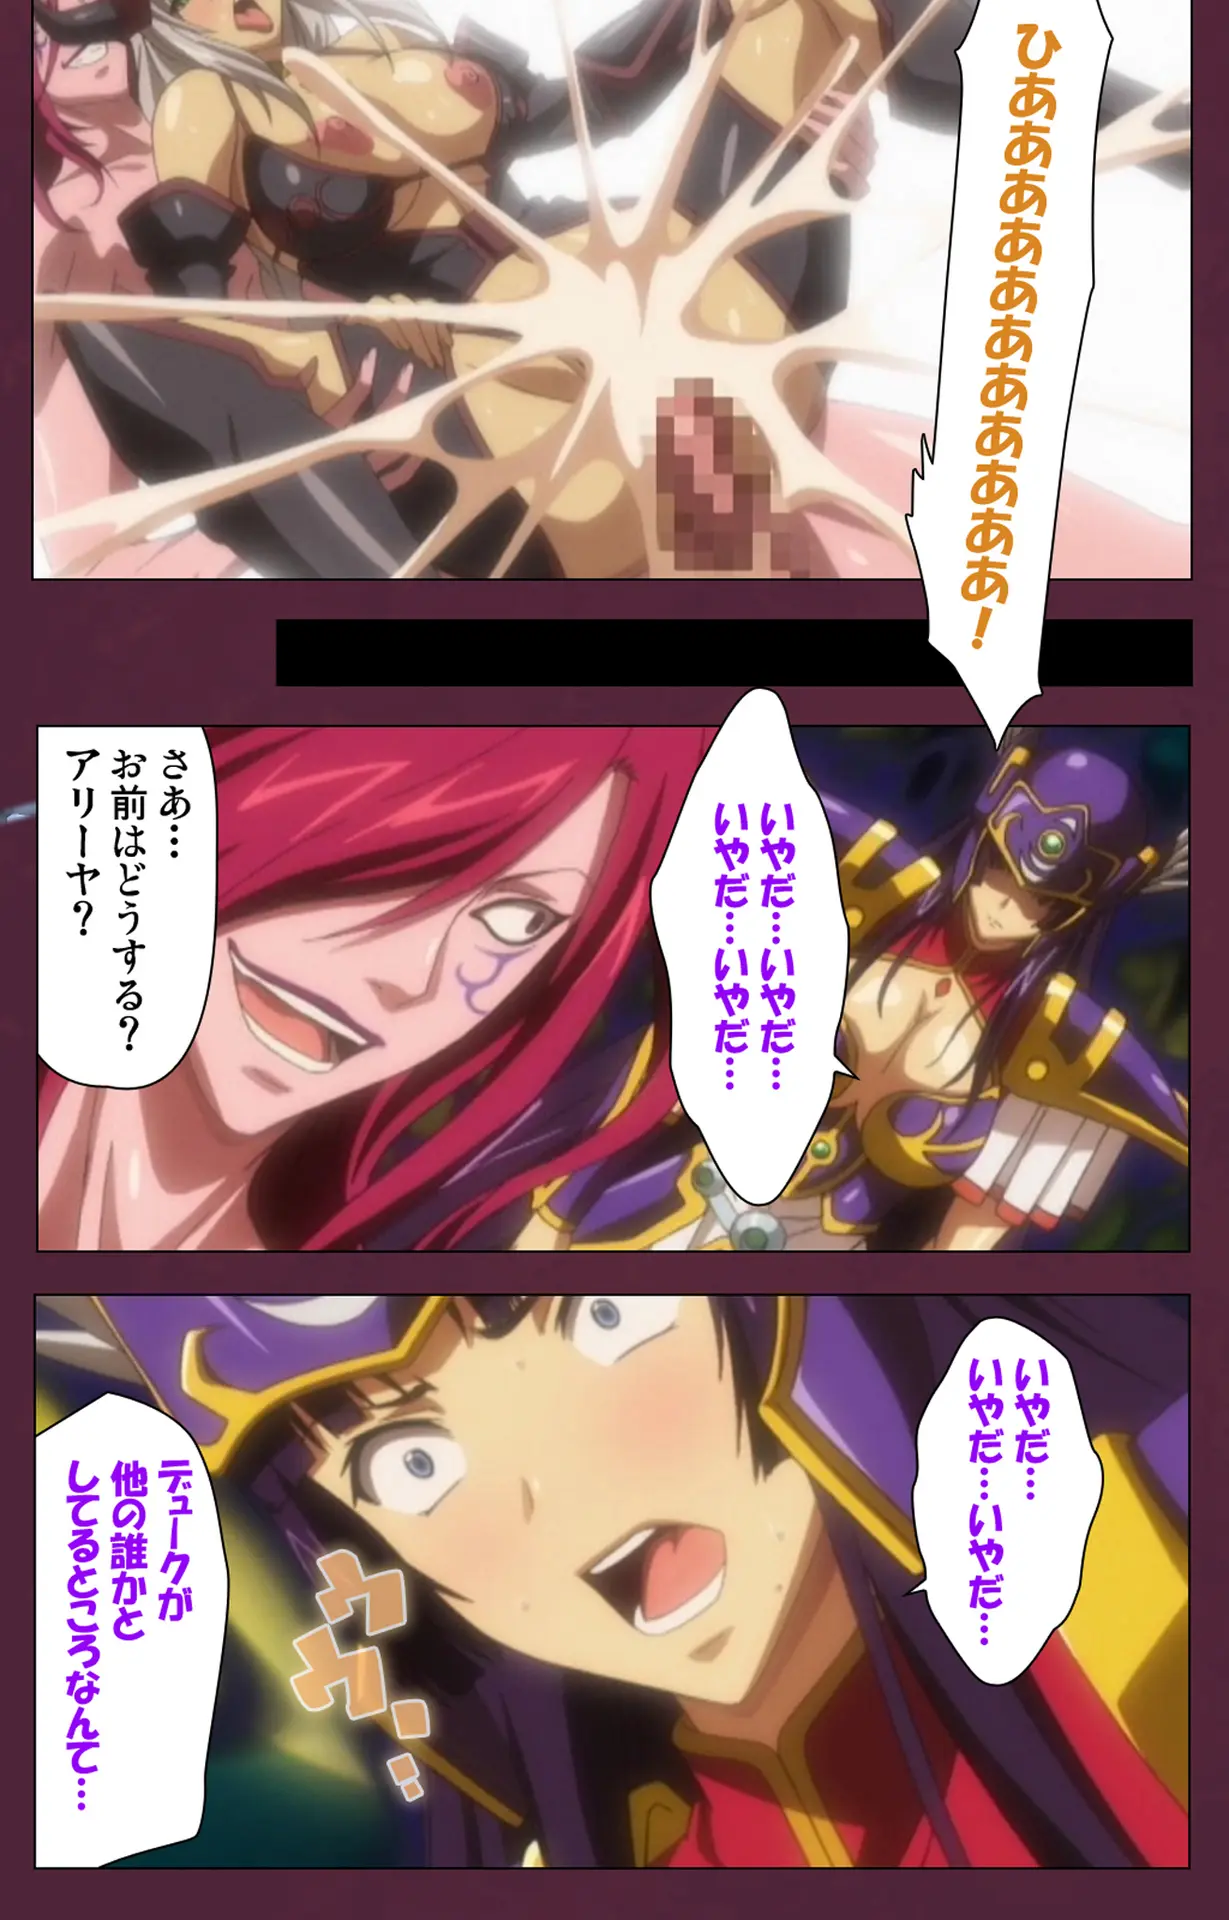 ひあああああああああああ!
さあ…
お前はどうする?
アリーヤ?
いやだ…いやだ…
いやだ…いやだ…
いやだ…
いやだ…いやだ…
デュークが
他の誰かと
してるところなんて…
ウウ…